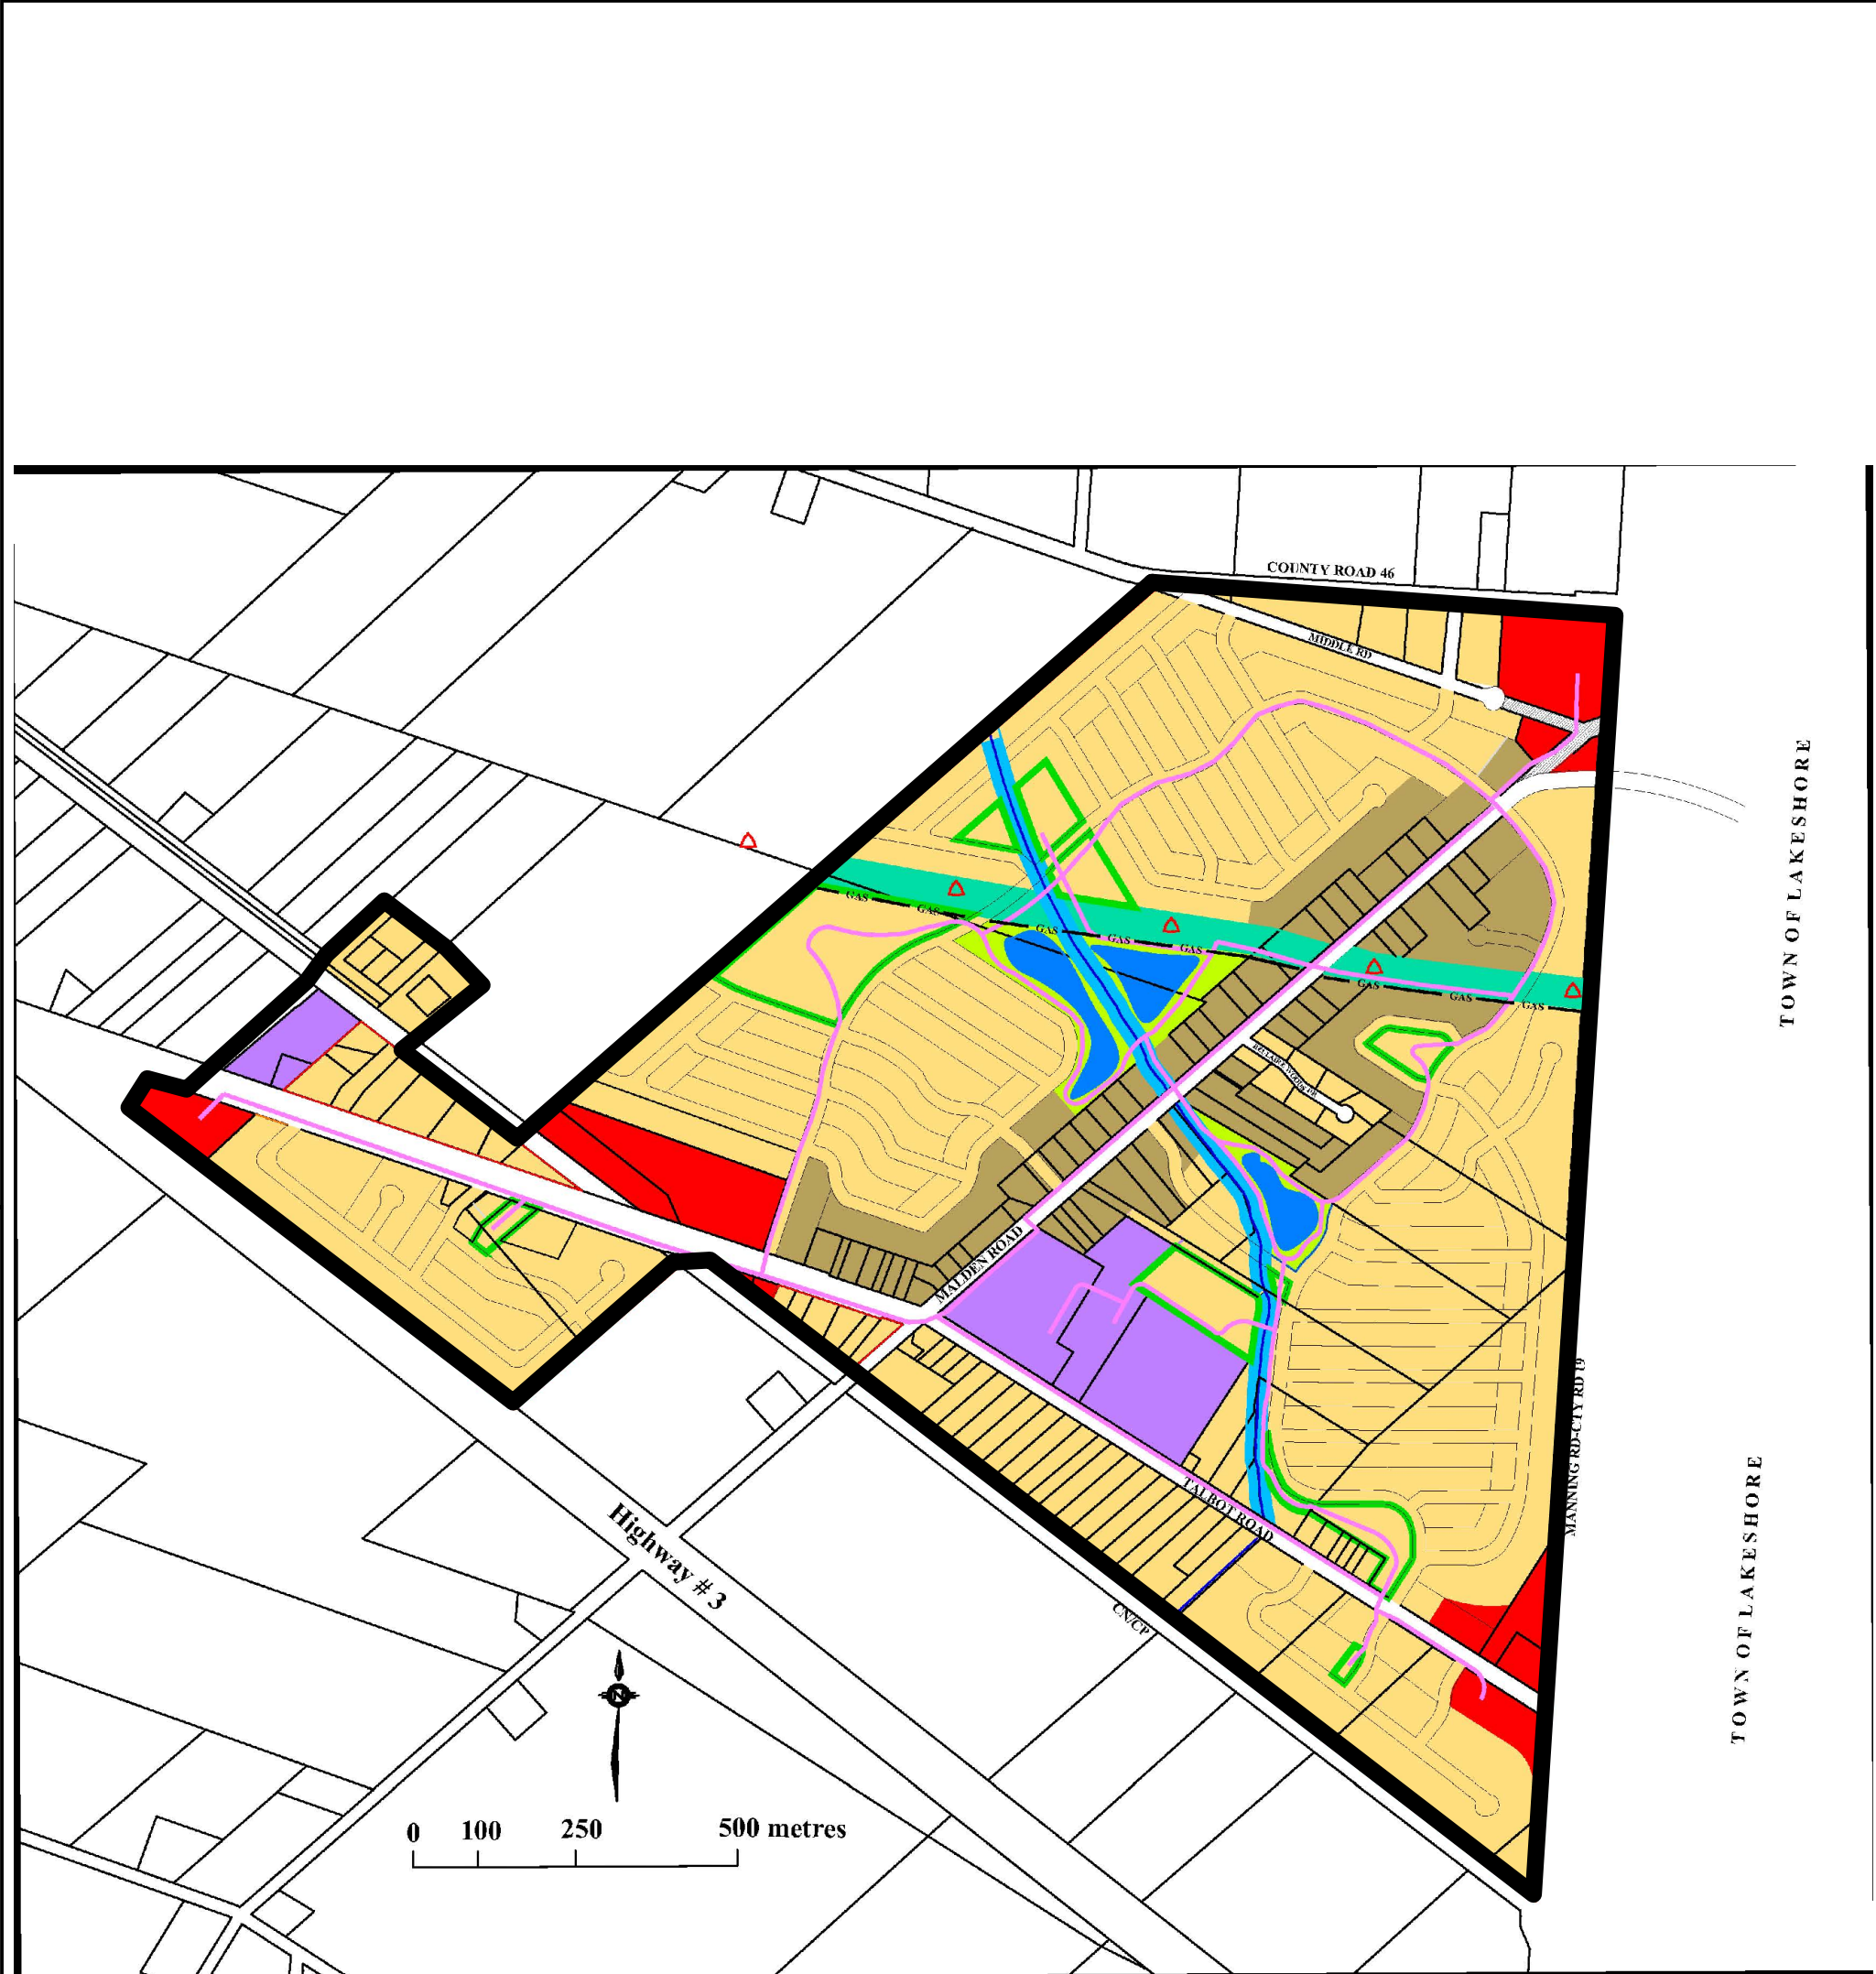 COUNTY ROAD 46
MIDDLE RD
TOWN OF LAKESHORE
GAS
GAS
GAS
GAS
GAS
GAS
GAS
GAS
MALDEN ROAD
MANNING RD-CTY RD 19
TALBOT ROAD
TOWN OF LAKESHORE
Highway # 3
CN/CP
N
0 100 250 500 metres